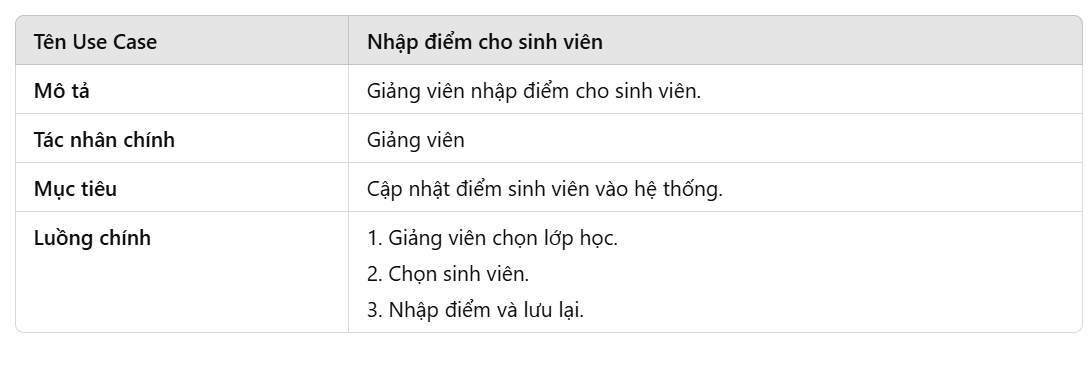 Tên Use Case Nhập điểm cho sinh viên
Mô tả Giảng viên nhập điểm cho sinh viên.
Tác nhân chính Giảng viên
Mục tiêu Cập nhật điểm sinh viên vào hệ thống.
Luồng chính 1. Giảng viên chọn lớp học.
2. Chọn sinh viên.
3. Nhập điểm và lưu lại.